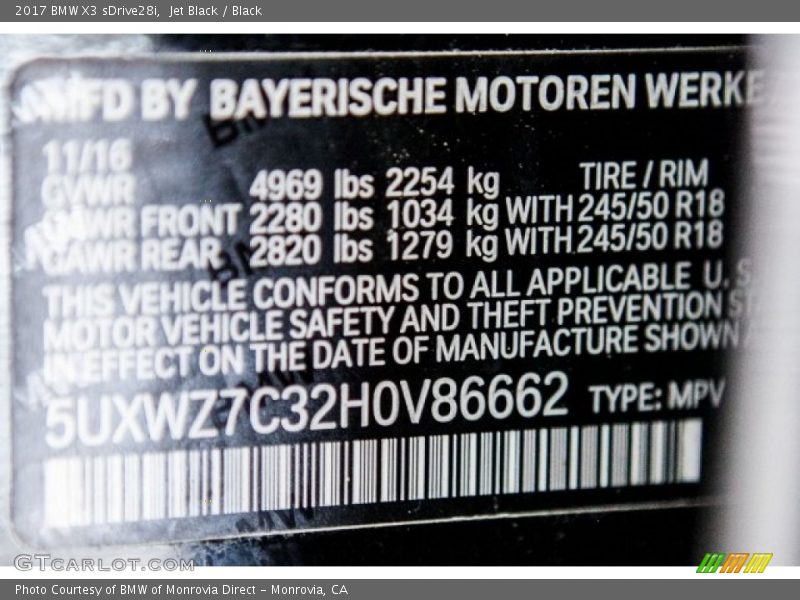 2017 BMW X3 sDrive28i, Jet Black / Black
MFD BY BAYERISCHE MOTOREN WERKE
11/16
GVWR 4969 lbs 2254 kg TIRE / RIM
GAWR FRONT 2280 lbs 1034 kg WITH 245/50 R18
GAWR REAR 2820 lbs 1279 kg WITH 245/50 R18
THIS VEHICLE CONFORMS TO ALL APPLICABLE U. S
MOTOR VEHICLE SAFETY AND THEFT PREVENTION
IN EFFECT ON THE DATE OF MANUFACTURE SHOWN
5UXWZ7C32H0V86662 TYPE: MPV
GTCARLOT.COM
Photo Courtesy of BMW of Monrovia Direct - Monrovia, CA